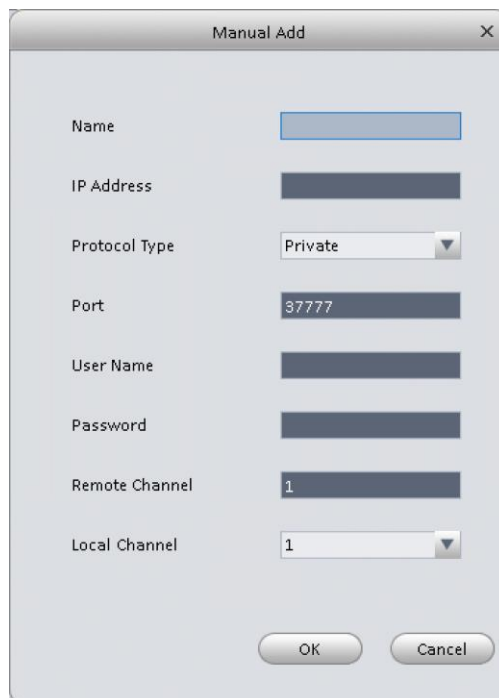 Manual Add
Name
IP Address
Protocol Type Private
Port 37777
User Name
Password
Remote Channel 1
Local Channel 1
OK Cancel